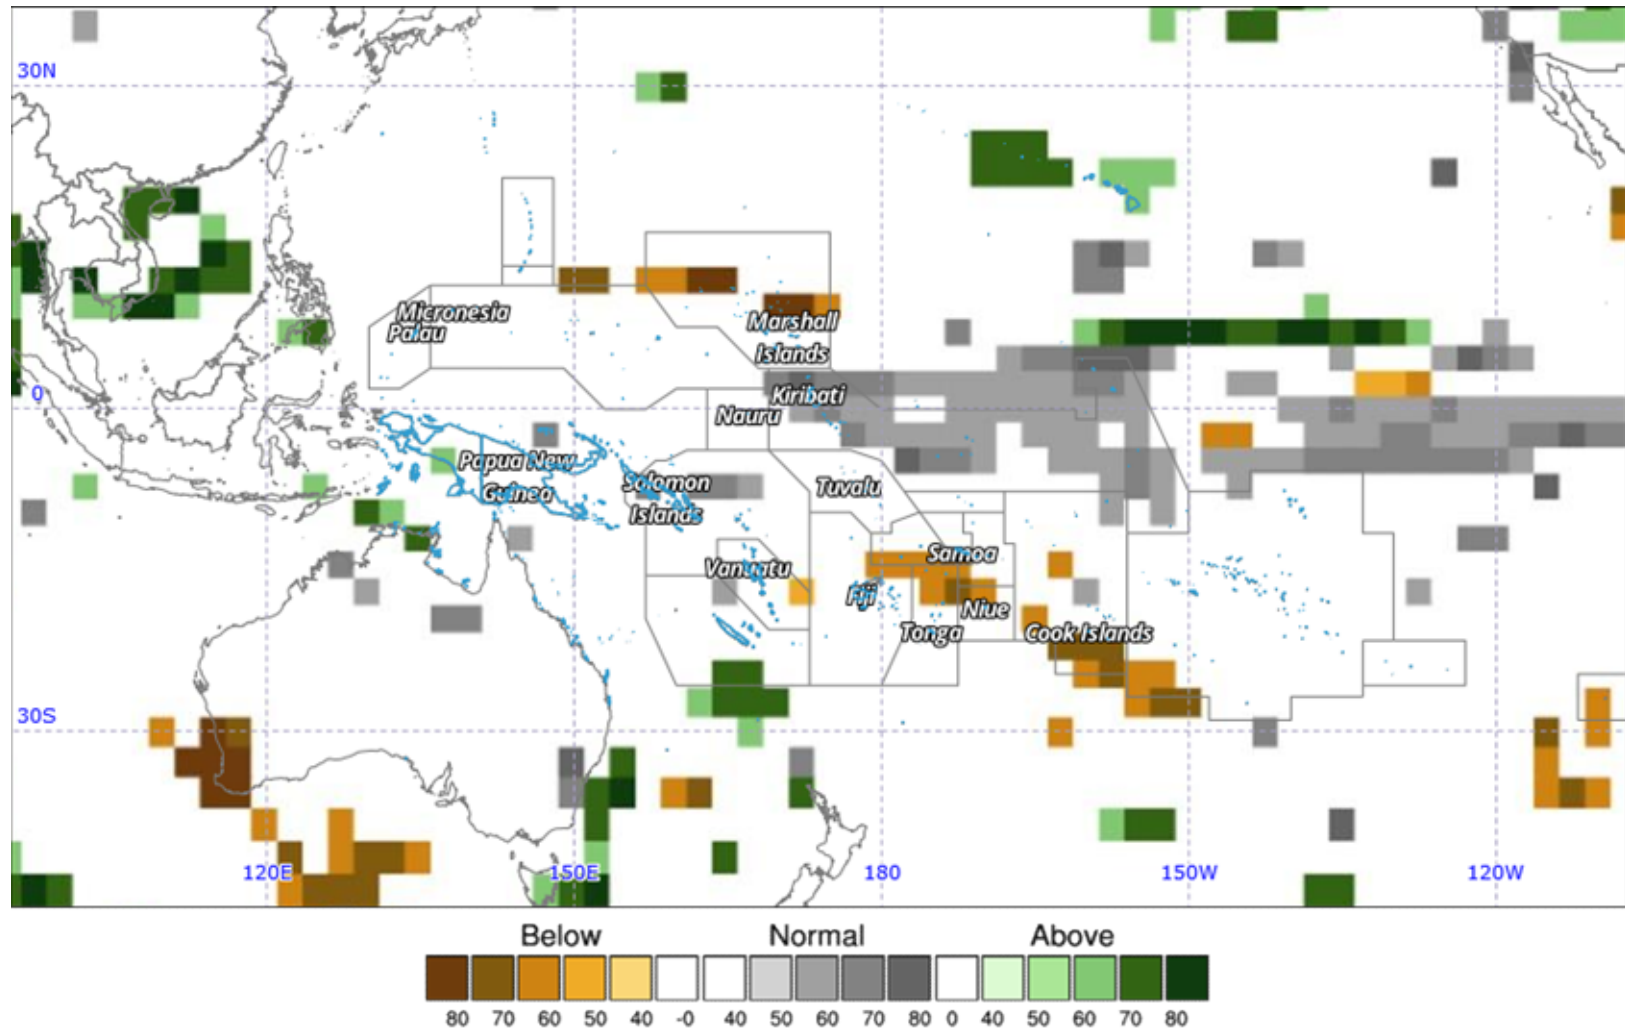 30N
Micronesia
Palau
Marshall
Islands
0
Kiribati
Nauru
Papua New
Guinea
Solomon
Islands
Tuvalu
Samoa
Vanuatu
Fiji
Niue
Tonga
Cook Islands
30S
120E
150E
180
150W
120W
Below
Normal
Above
80 70 60 50 40 -0 40 50 60 70 80 0 40 50 60 70 80